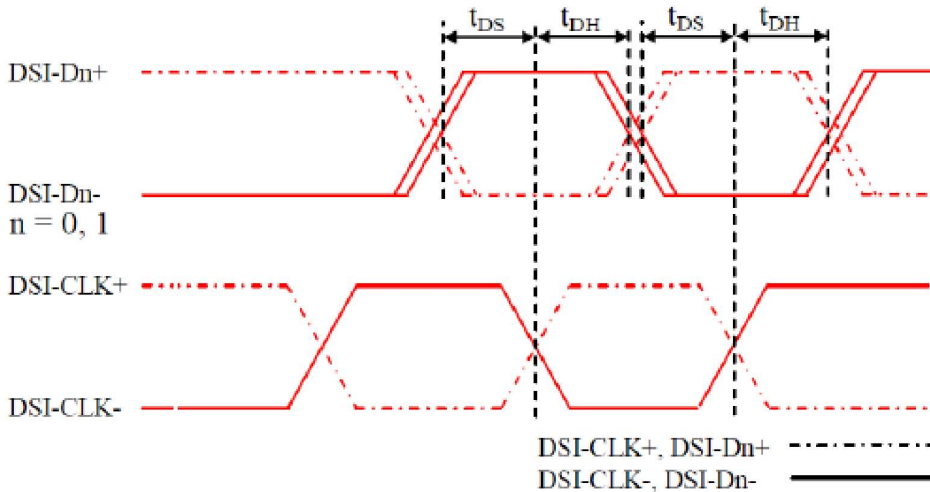 tDS tDH tDS tDH
DSI-Dn+
DSI-Dn-
n = 0, 1
DSI-CLK+
DSI-CLK-
DSI-CLK+, DSI-Dn+
DSI-CLK-, DSI-Dn-